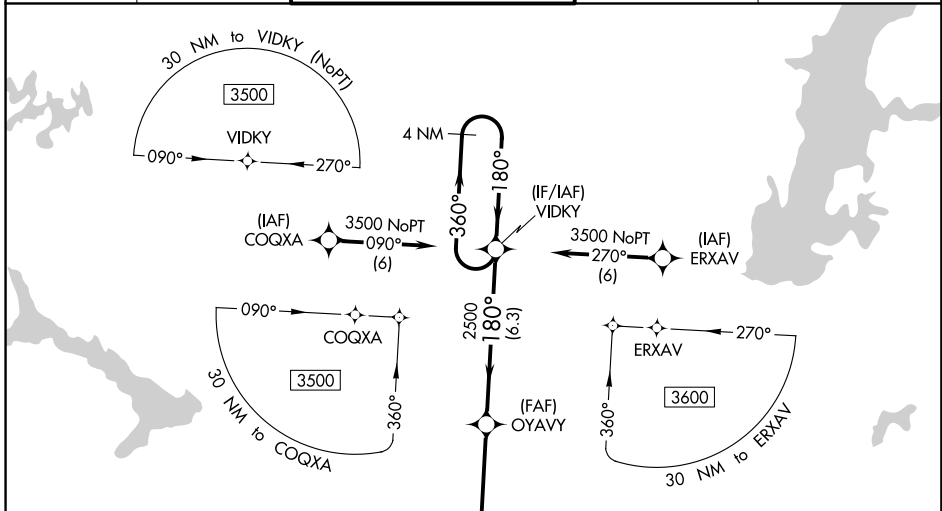 30 NM to VIDKY (NoPT)
3500
VIDKY
090°
270°
4 NM
360°
180°
(IF/IAF)
VIDKY
(IAF)
COQXA
3500 NoPT
090°
(6)
3500 NoPT
270°
(6)
(IAF)
ERXAV
2500
180°
(6.3)
090°
COQXA
3500
360°
30 NM to COQXA
270°
ERXAV
3600
360°
30 NM to ERXAV
(FAF)
OYAVY